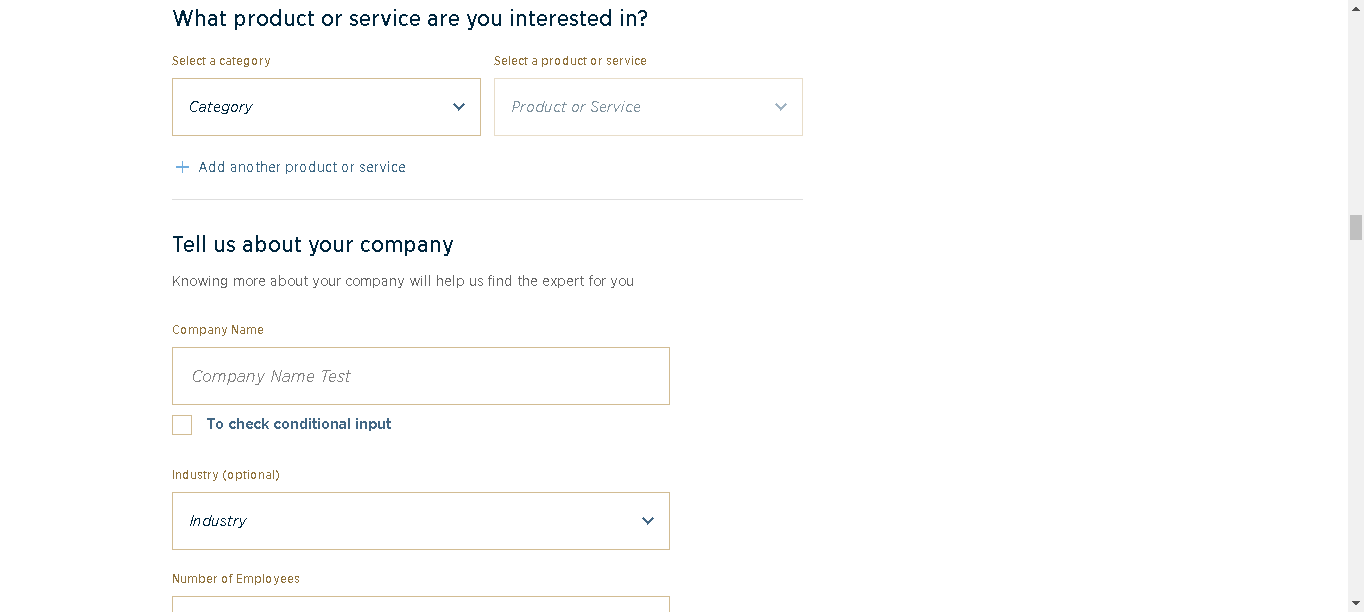 What product or service are you interested in?
Select a category
Select a product or service
Category
Product or Service
Add another product or service
Tell us about your company
Knowing more about your company will help us find the expert for you
Company Name
Company Name Test
To check conditional input
Industry (optional)
Industry
Number of Employees